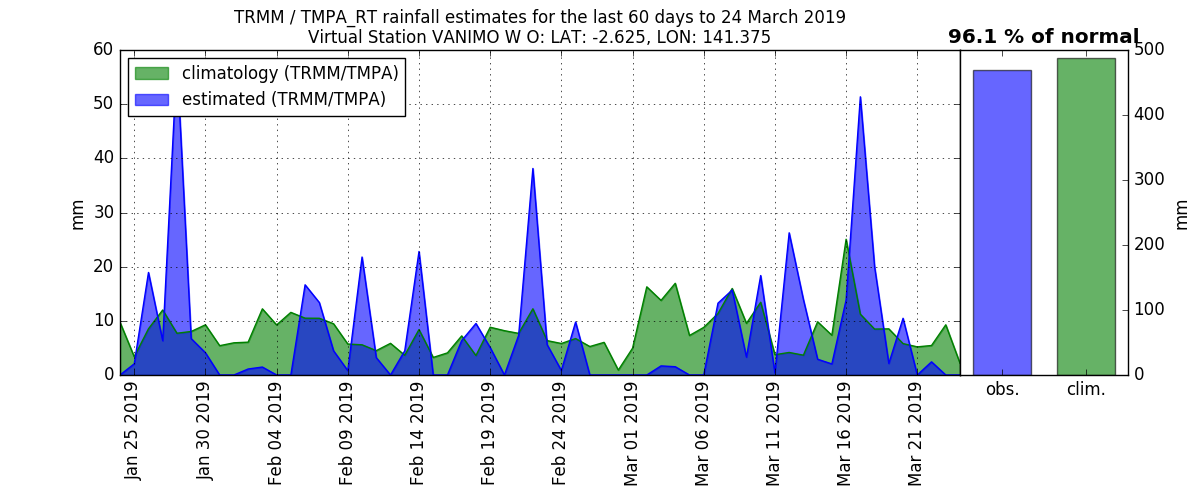 TRMM / TMPA_RT rainfall estimates for the last 60 days to 24 March 2019
Virtual Station VANIMO W O: LAT: -2.625, LON: 141.375
96.1 % of normal
climatology (TRMM/TMPA)
estimated (TRMM/TMPA)
60
50
40
30
20
10
0
mm
500
400
300
200
100
0
mm
Jan 25 2019
Jan 30 2019
Feb 04 2019
Feb 09 2019
Feb 14 2019
Feb 19 2019
Feb 24 2019
Mar 01 2019
Mar 06 2019
Mar 11 2019
Mar 16 2019
Mar 21 2019
obs.
clim.